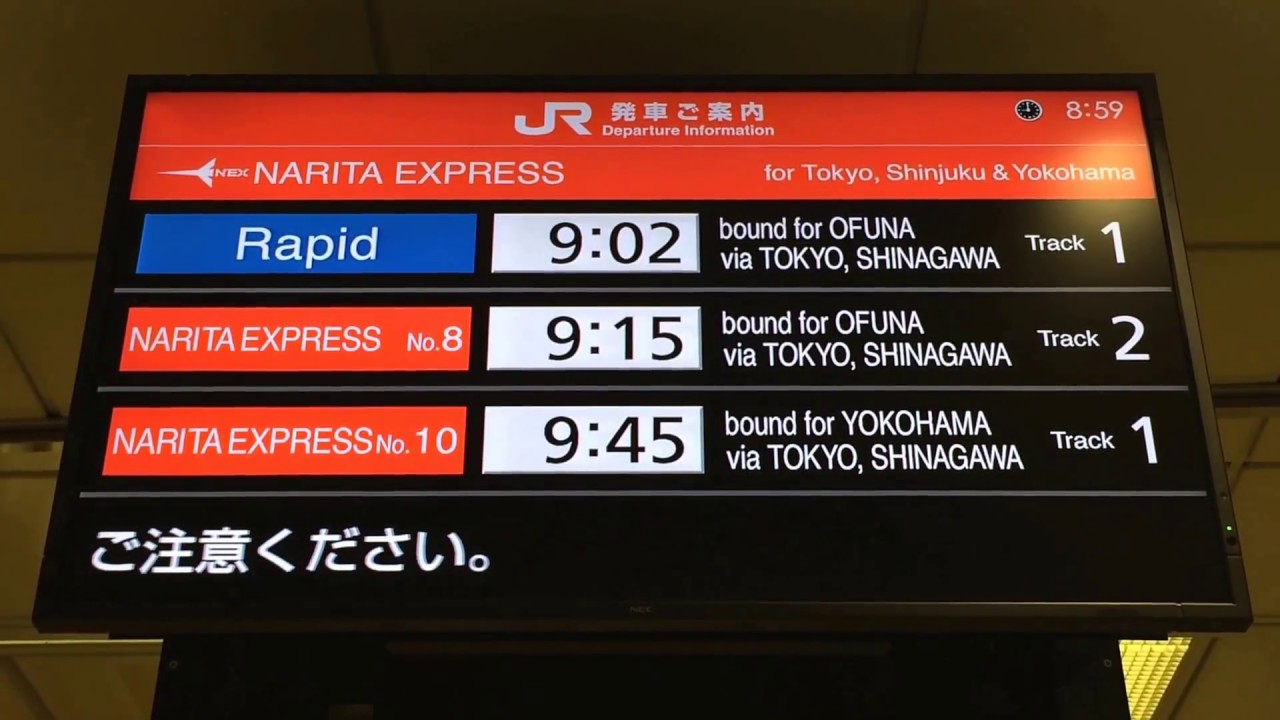 JR 発車ご案内 8:59
Departure Information
NEX NARITA EXPRESS for Tokyo, Shinjuku & Yokohama
Rapid 9:02 bound for OFUNA
via TOKYO, SHINAGAWA Track 1
NARITA EXPRESS No.8 9:15 bound for OFUNA
via TOKYO, SHINAGAWA Track 2
NARITA EXPRESS No.10 9:45 bound for YOKOHAMA
via TOKYO, SHINAGAWA Track 1
ご注意ください。
NEC